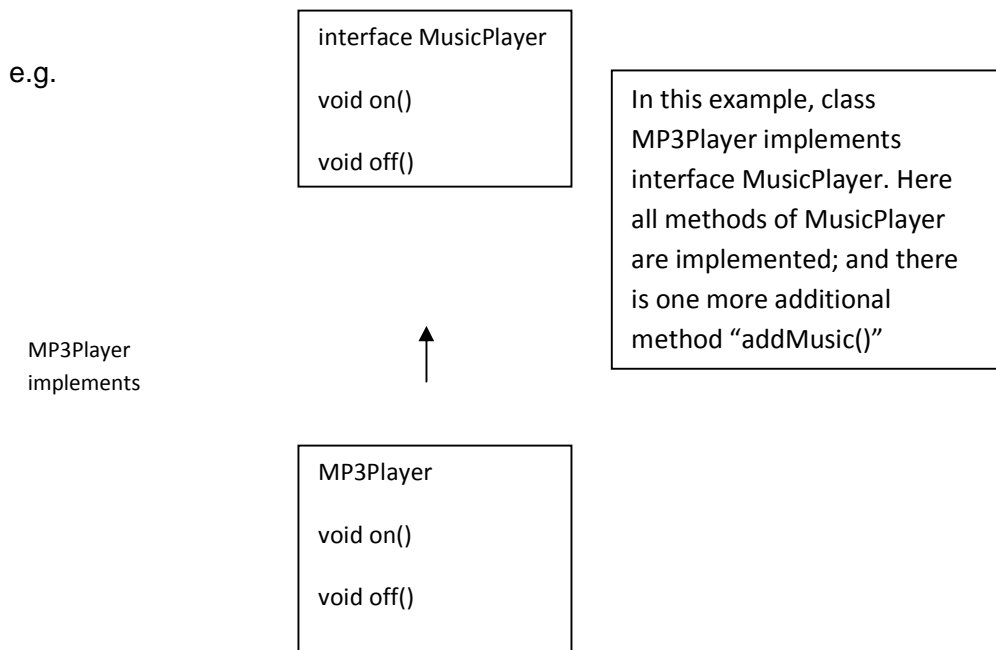 e.g.
interface MusicPlayer
void on()
void off()
In this example, class
MP3Player implements
interface MusicPlayer. Here
all methods of MusicPlayer
are implemented; and there
is one more additional
method “addMusic()”
MP3Player
implements
MP3Player
void on()
void off()